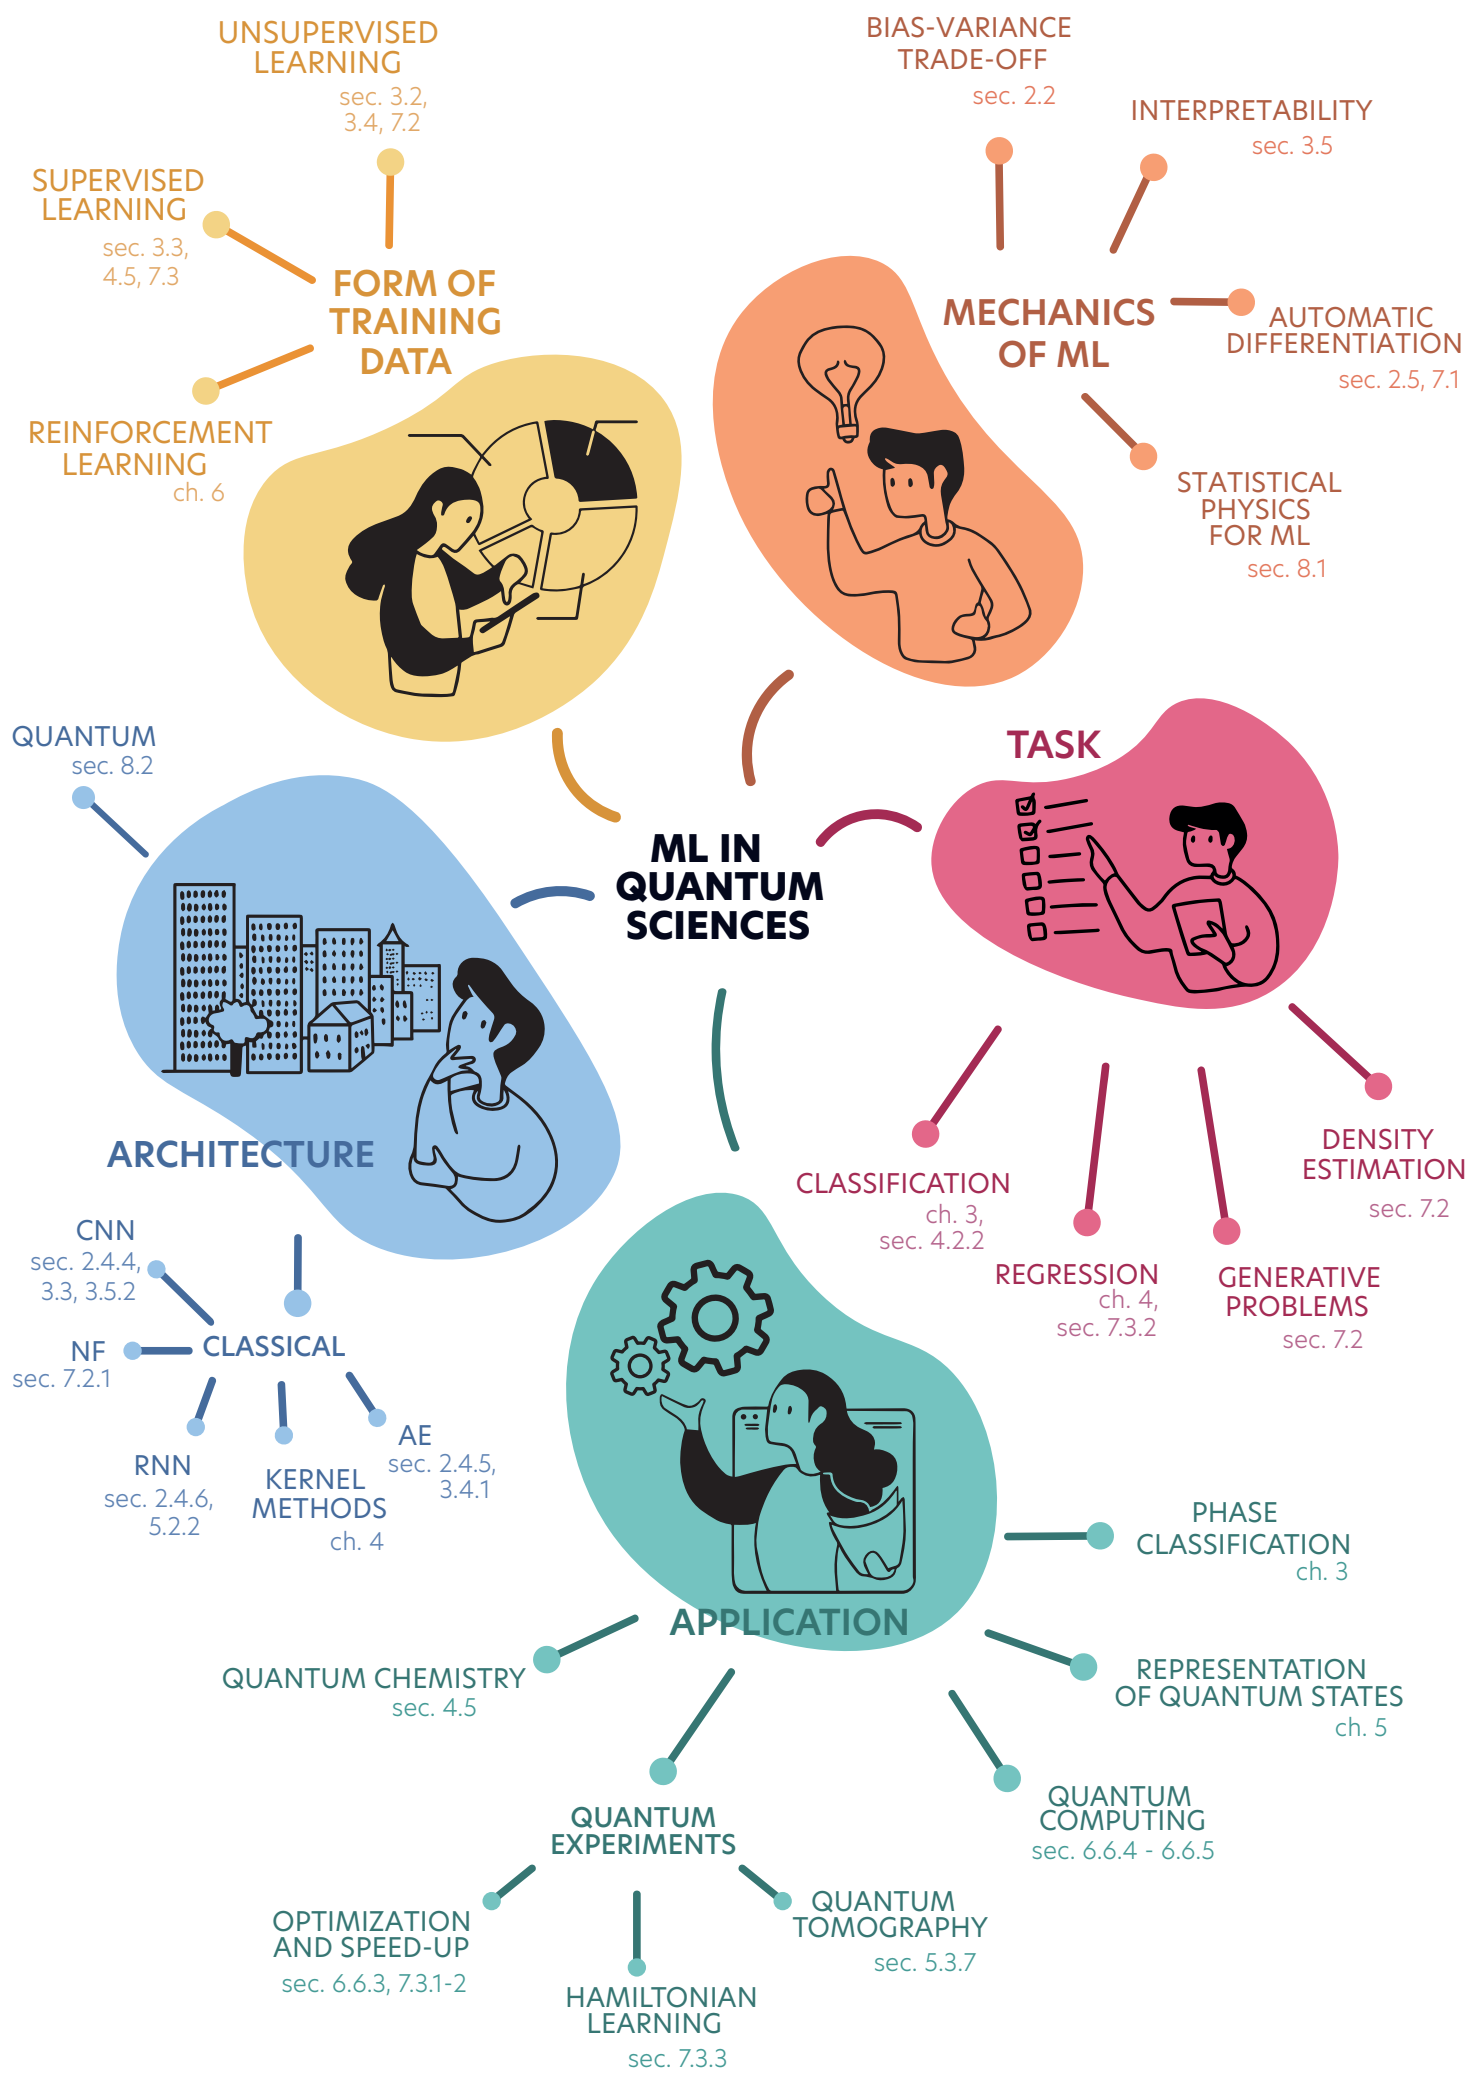 UNSUPERVISED
LEARNING
sec. 3.2,
3.4, 7.2
SUPERVISED
LEARNING
sec. 3.3,
4.5, 7.3
FORM OF
TRAINING
DATA
REINFORCEMENT
LEARNING
ch. 6
BIAS-VARIANCE
TRADE-OFF
sec. 2.2
INTERPRETABILITY
sec. 3.5
MECHANICS
OF ML
AUTOMATIC
DIFFERENTIATION
sec. 2.5, 7.1
STATISTICAL
PHYSICS
FOR ML
sec. 8.1
QUANTUM
sec. 8.2
ML IN
QUANTUM
SCIENCES
TASK
ARCHITECTURE
CNN
sec. 2.4.4,
3.3, 3.5.2
NF
sec. 7.2.1
CLASSICAL
RNN
sec. 2.4.6,
5.2.2
KERNEL
METHODS
ch. 4
AE
sec. 2.4.5,
3.4.1
CLASSIFICATION
ch. 3,
sec. 4.2.2
REGRESSION
ch. 4,
sec. 7.3.2
GENERATIVE
PROBLEMS
sec. 7.2
DENSITY
ESTIMATION
sec. 7.2
APPLICATION
PHASE
CLASSIFICATION
ch. 3
REPRESENTATION
OF QUANTUM STATES
ch. 5
QUANTUM
COMPUTING
sec. 6.6.4 - 6.6.5
QUANTUM CHEMISTRY
sec. 4.5
QUANTUM
EXPERIMENTS
OPTIMIZATION
AND SPEED-UP
sec. 6.6.3, 7.3.1-2
HAMILTONIAN
LEARNING
sec. 7.3.3
QUANTUM
TOMOGRAPHY
sec. 5.3.7